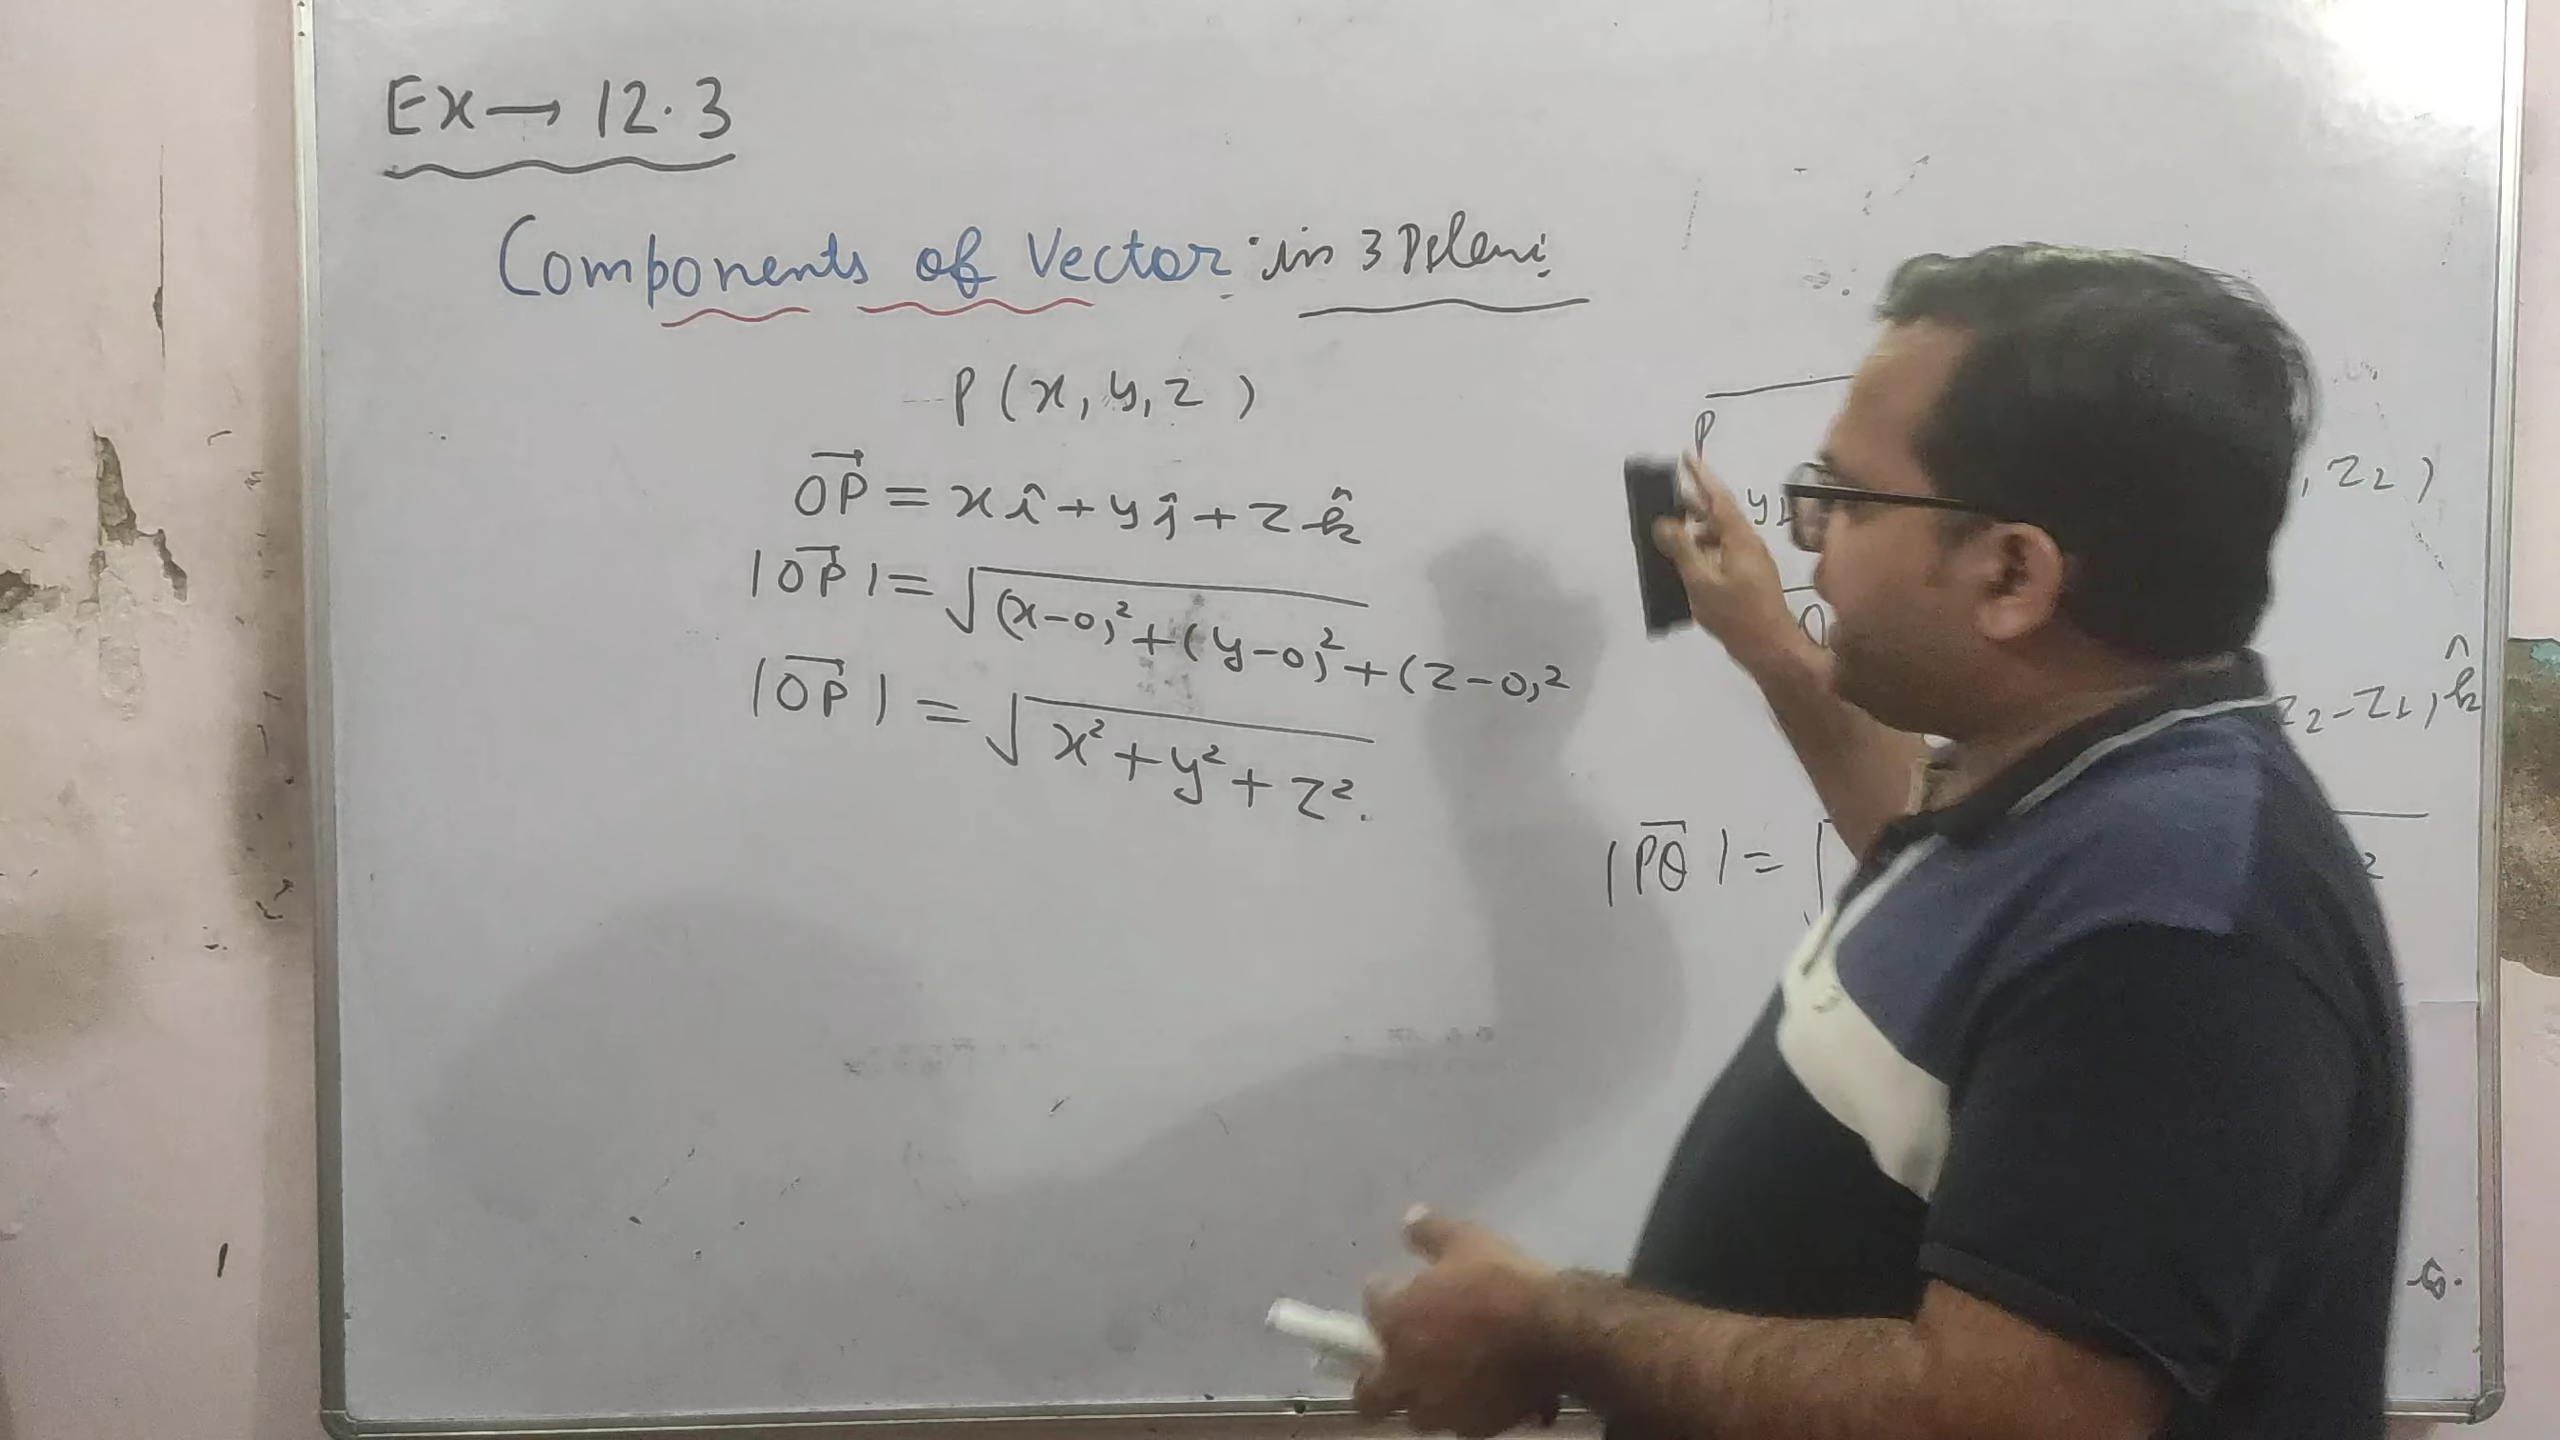 Ex → 12.3
Components of Vector in 3
P(x, y, z)
OP⃗ = xî + yĵ + zk̂
|OP⃗| = √(x-0)² + (y-0)² + (z-0)²
|OP⃗| = √x² + y² + z².
P
, z₂)
z₂-z₁)k̂
|PQ| = √
2